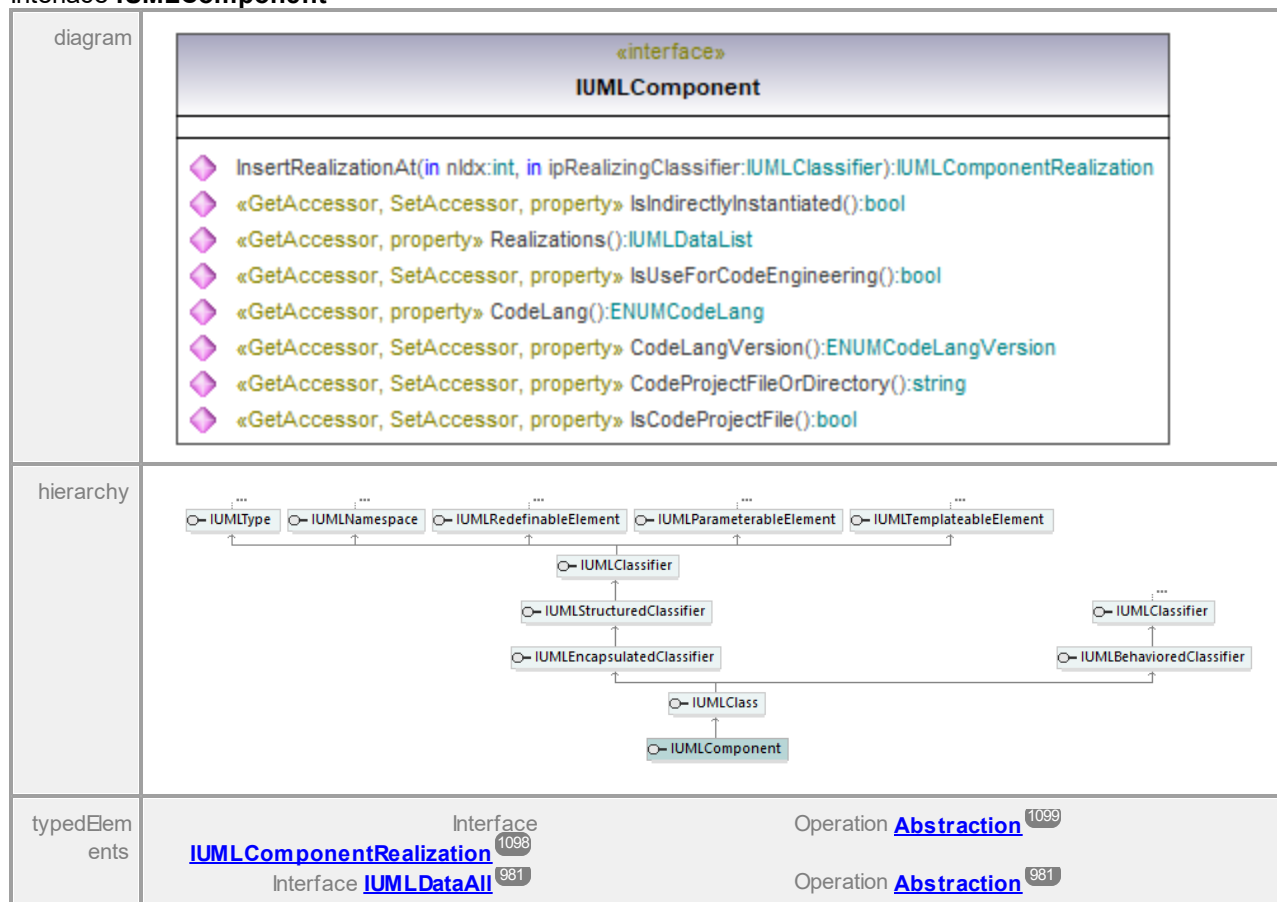 interface IUMLComponent
diagram
«interface»
IUMLComponent
InsertRealizationAt(in nIdx:int, in ipRealizingClassifier:IUMLClassifier):IUMLComponentRealization
«GetAccessor, SetAccessor, property» IsIndirectlyInstantiated():bool
«GetAccessor, property» Realizations():IUMLDataList
«GetAccessor, SetAccessor, property» IsUseForCodeEngineering():bool
«GetAccessor, property» CodeLang():ENUMCodeLang
«GetAccessor, SetAccessor, property» CodeLangVersion():ENUMCodeLangVersion
«GetAccessor, SetAccessor, property» CodeProjectFileOrDirectory():string
«GetAccessor, SetAccessor, property» IsCodeProjectFile():bool
hierarchy
... ... ... ... ...
IUMLType IUMLNamespace IUMLRedefinableElement IUMLParameterableElement IUMLTemplateableElement
IUMLClassifier
...
IUMLStructuredClassifier IUMLClassifier
IUMLEncapsulatedClassifier IUMLBehavioredClassifier
IUMLClass
IUMLComponent
typedElem
ents
Interface Operation Abstraction 1099
IUMLComponentRealization 1098
Interface IUMLDataAll 981 Operation Abstraction 981